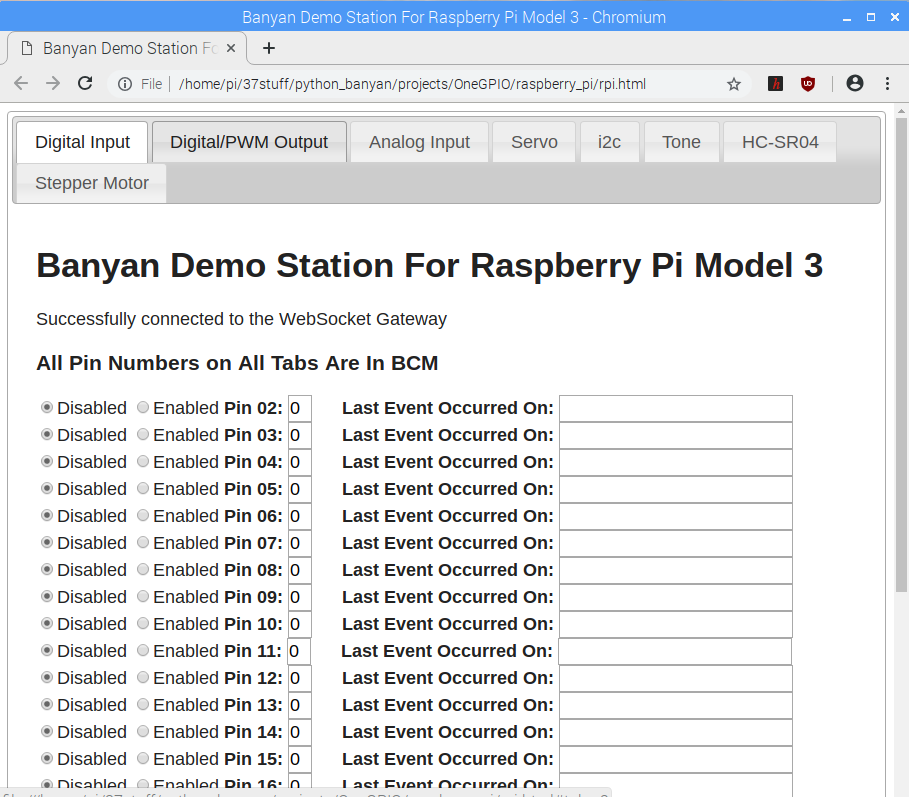 Banyan Demo Station For Raspberry Pi Model 3 - Chromium
Banyan Demo Station Fo
File /home/pi/37stuff/python_banyan/projects/OneGPIO/raspberry_pi/rpi.html
Digital Input Digital/PWM Output Analog Input Servo i2c Tone HC-SR04
Stepper Motor
Banyan Demo Station For Raspberry Pi Model 3
Successfully connected to the WebSocket Gateway
All Pin Numbers on All Tabs Are In BCM
Disabled Enabled Pin 02: 0 Last Event Occurred On:
Disabled Enabled Pin 03: 0 Last Event Occurred On:
Disabled Enabled Pin 04: 0 Last Event Occurred On:
Disabled Enabled Pin 05: 0 Last Event Occurred On:
Disabled Enabled Pin 06: 0 Last Event Occurred On:
Disabled Enabled Pin 07: 0 Last Event Occurred On:
Disabled Enabled Pin 08: 0 Last Event Occurred On:
Disabled Enabled Pin 09: 0 Last Event Occurred On:
Disabled Enabled Pin 10: 0 Last Event Occurred On:
Disabled Enabled Pin 11: 0 Last Event Occurred On:
Disabled Enabled Pin 12: 0 Last Event Occurred On:
Disabled Enabled Pin 13: 0 Last Event Occurred On:
Disabled Enabled Pin 14: 0 Last Event Occurred On:
Disabled Enabled Pin 15: 0 Last Event Occurred On:
Disabled Enabled Pin 16: 0 Last Event Occurred On: